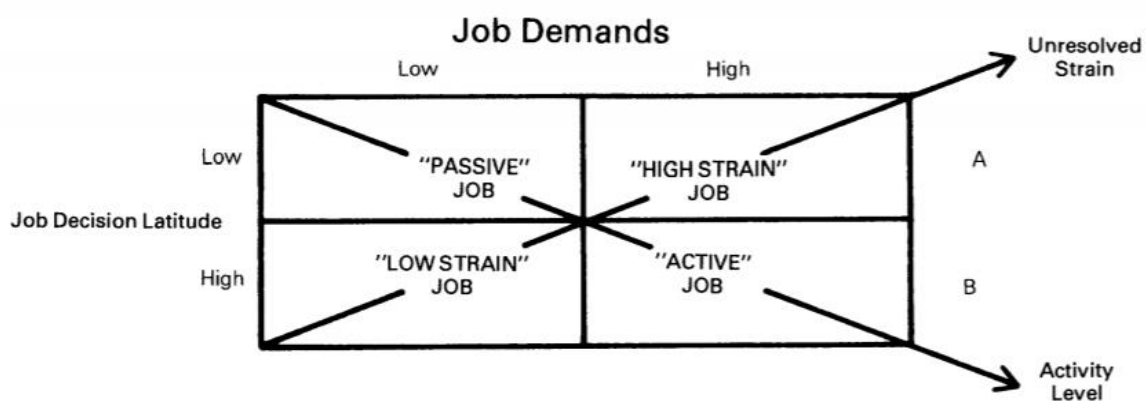 Job Demands
Unresolved
Strain
Low
High
Low
"PASSIVE"
JOB
"HIGH STRAIN"
JOB
A
Job Decision Latitude
High
"LOW STRAIN"
JOB
"ACTIVE"
JOB
B
Activity
Level